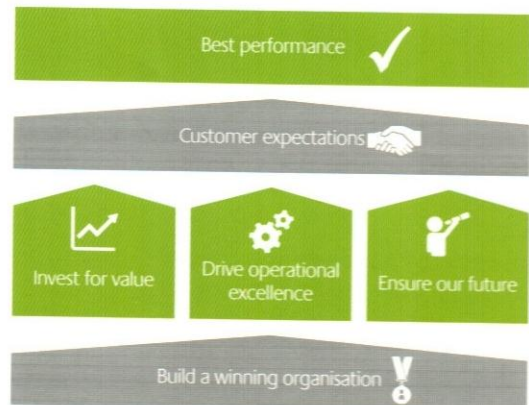 Best performance
Customer expectations
Invest for value
Drive operational
excellence
Ensure our future
Build a winning organisation